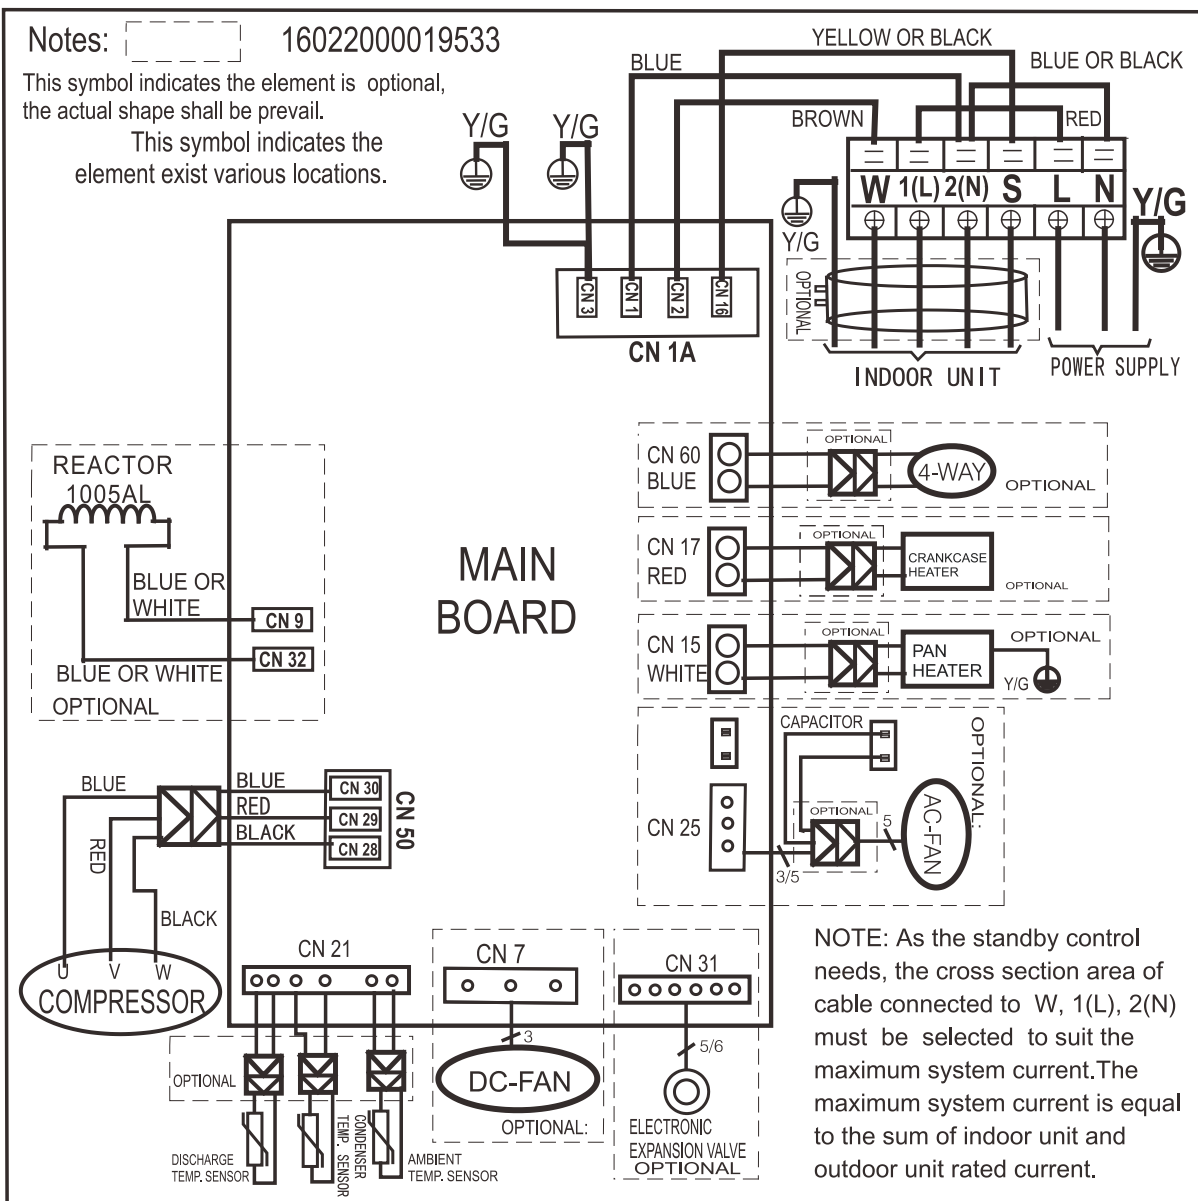 Notes:
16022000019533
This symbol indicates the element is optional,
the actual shape shall be prevail.
This symbol indicates the
element exist various locations.
YELLOW OR BLACK
BLUE
BLUE OR BLACK
BROWN
RED
Y/G
Y/G
W 1(L) 2(N) S L N
Y/G
Y/G
CN 3
CN 1
CN 2
CN 16
CN 1A
OPTIONAL
INDOOR UNIT
POWER SUPPLY
REACTOR
1005AL
BLUE OR
WHITE
CN 9
CN 32
BLUE OR WHITE
OPTIONAL
MAIN
BOARD
CN 60
BLUE
OPTIONAL
4-WAY
OPTIONAL
CN 17
RED
OPTIONAL
CRANKCASE
HEATER
OPTIONAL
CN 15
WHITE
OPTIONAL
PAN
HEATER
OPTIONAL
Y/G
CAPACITOR
OPTIONAL:
CN 25
OPTIONAL
3/5
5
AC-FAN
BLUE
RED
BLACK
BLUE
RED
BLACK
CN 30
CN 29
CN 28
CN 50
U V W
COMPRESSOR
CN 21
OPTIONAL
DISCHARGE
TEMP. SENSOR
CONDENSER
TEMP. SENSOR
AMBIENT
TEMP. SENSOR
CN 7
3
DC-FAN
OPTIONAL:
CN 31
5/6
ELECTRONIC
EXPANSION VALVE
OPTIONAL
NOTE: As the standby control
needs, the cross section area of
cable connected to W, 1(L), 2(N)
must be selected to suit the
maximum system current.The
maximum system current is equal
to the sum of indoor unit and
outdoor unit rated current.